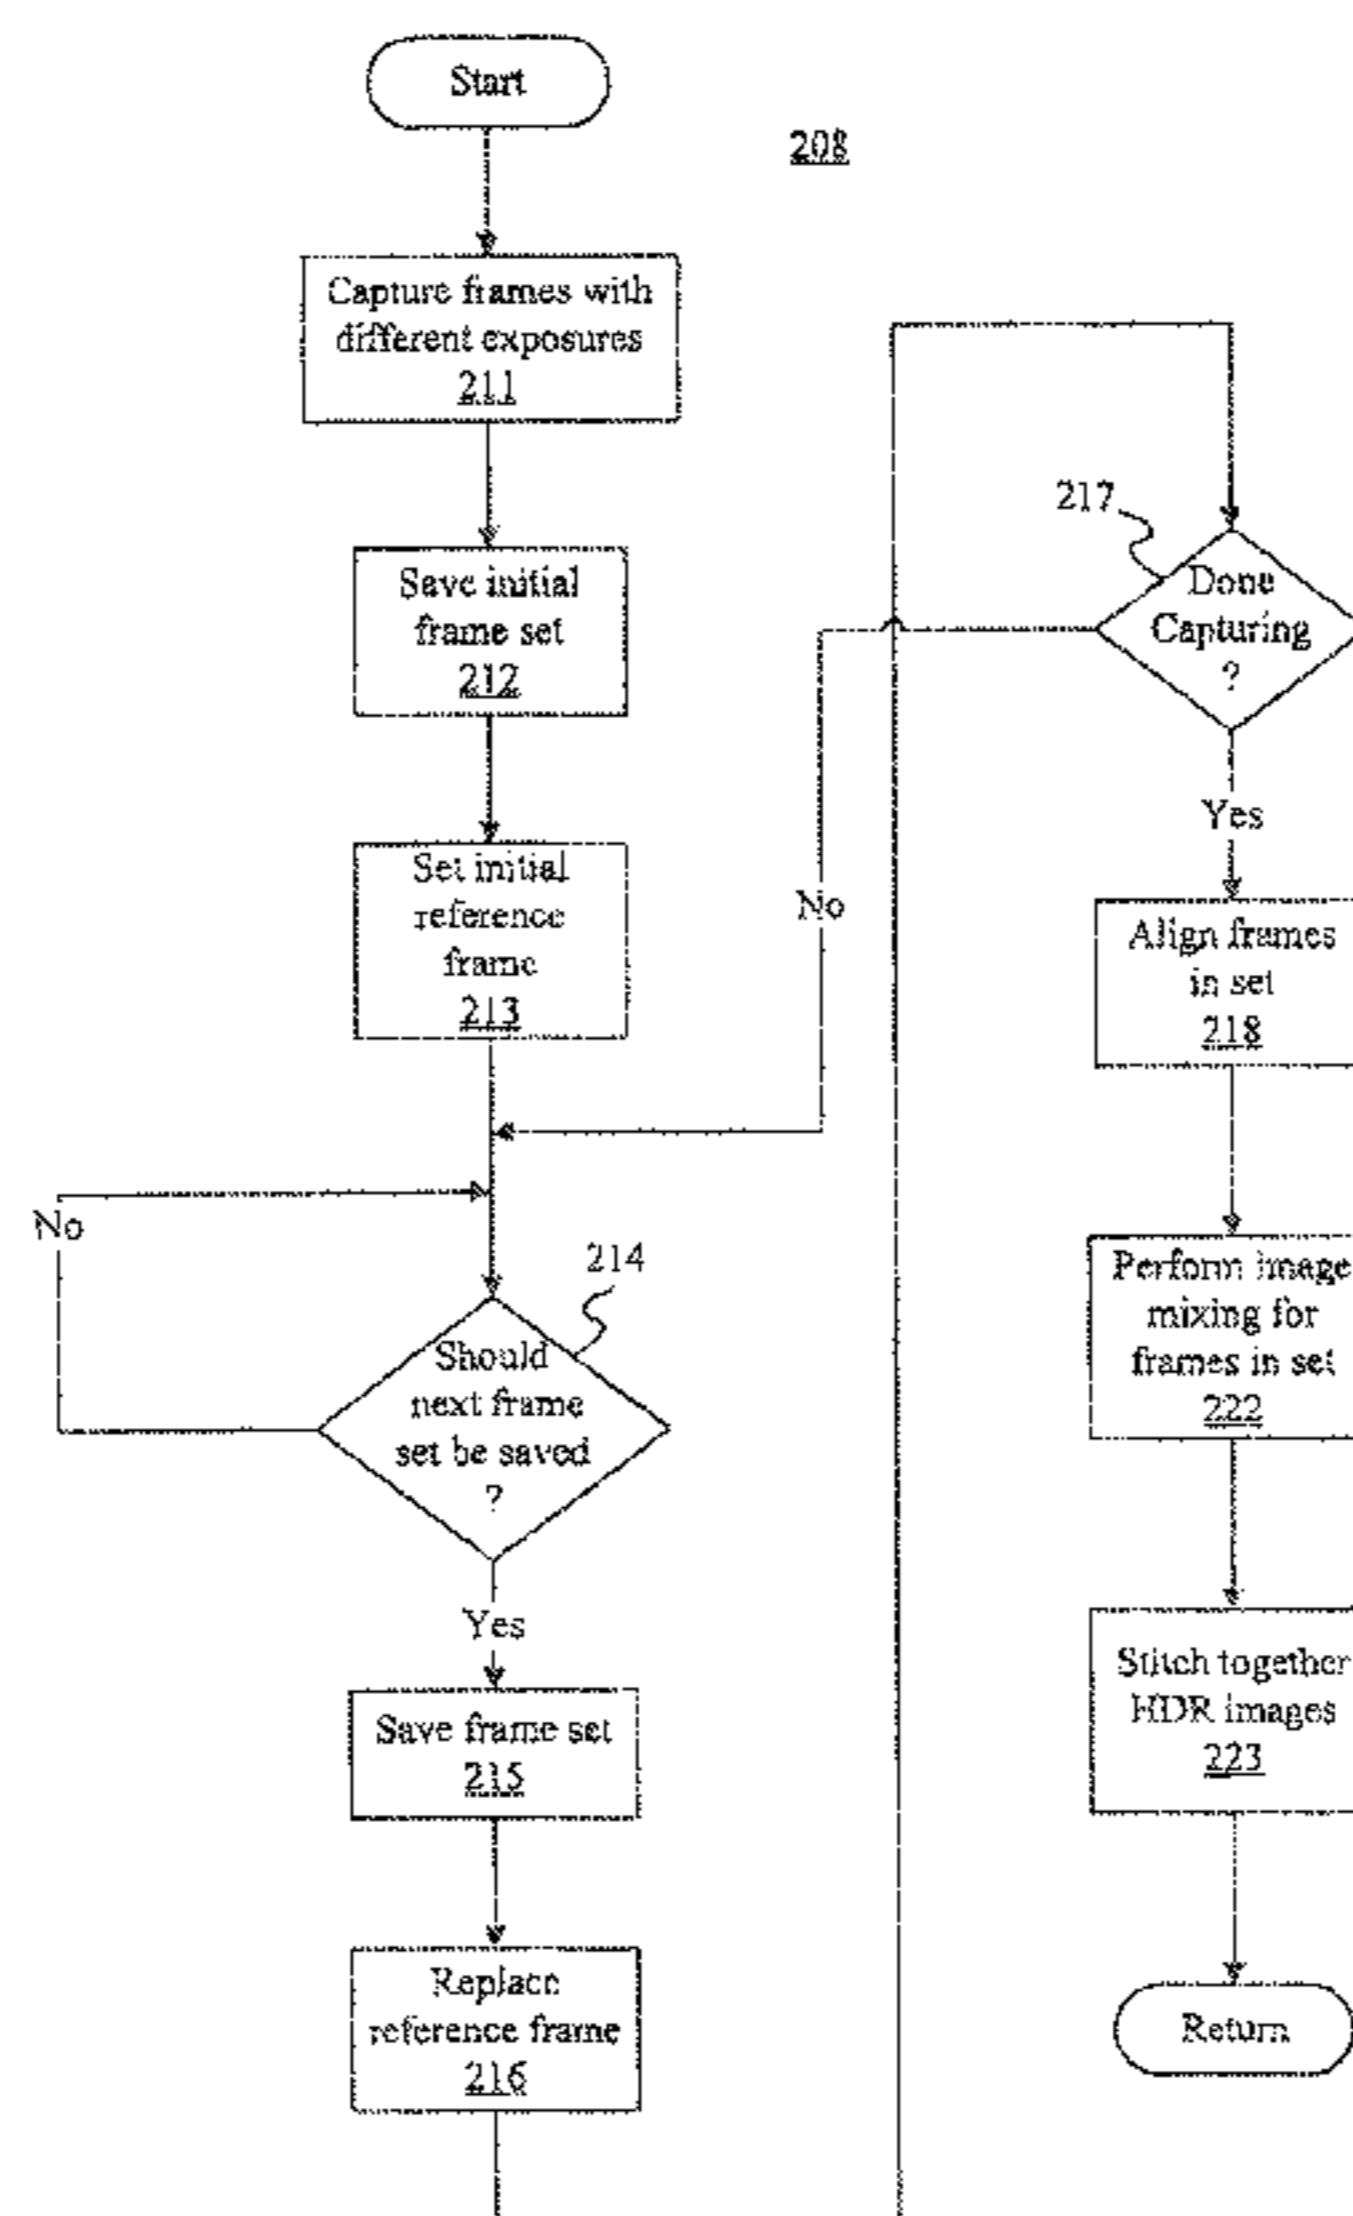 Start
208
Capture frames with
different exposures
211
Save initial
frame set
212
Set initial
reference
frame
213
No
214
Should
next frame
set be saved
?
Yes
Save frame set
215
Replace
reference frame
216
217
Done
Capturing
?
No
Yes
Align frames
in set
218
Perform image
mixing for
frames in set
222
Stitch together
HDR images
223
Return